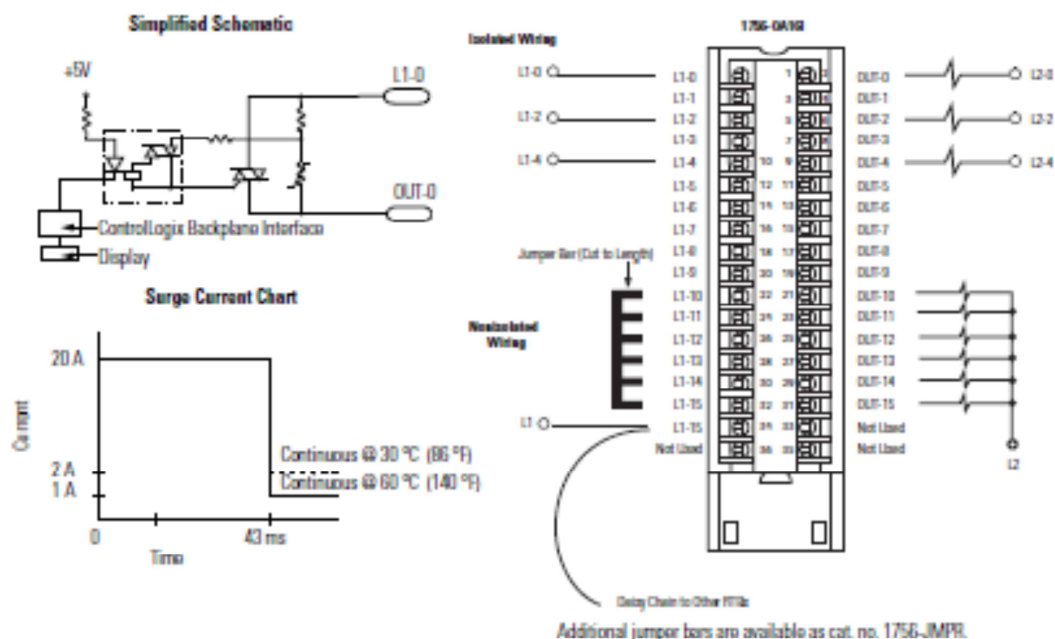 Simplified Schematic
+5V
L1-0
OUT-0
ControlLogix Backplane Interface
Display
Surge Current Chart
20 A
2 A
1 A
Current
Continuous @ 30 °C (86 °F)
Continuous @ 60 °C (140 °F)
0
43 ms
Time
1756-OA16I
Isolated Wiring
L1-0
L1-2
L1-4
Jumper Bar (Cut to Length)
Nonisolated
Wiring
L1
L1-0
L1-1
L1-2
L1-3
L1-4
L1-5
L1-6
L1-7
L1-8
L1-9
L1-10
L1-11
L1-12
L1-13
L1-14
L1-15
L1-15
Not Used
1
3
5
7
10 9
12 11
14 13
16 15
18 17
20 19
22 21
24 23
26 25
28 27
30 29
32 31
34 33
36 35
OUT-0
OUT-1
OUT-2
OUT-3
OUT-4
OUT-5
OUT-6
OUT-7
OUT-8
OUT-9
OUT-10
OUT-11
OUT-12
OUT-13
OUT-14
OUT-15
Not Used
Not Used
L2-0
L2-2
L2-4
L2
Daisy Chain to Other RTBs
Additional jumper bars are available as cat. no. 1756-JMPR.